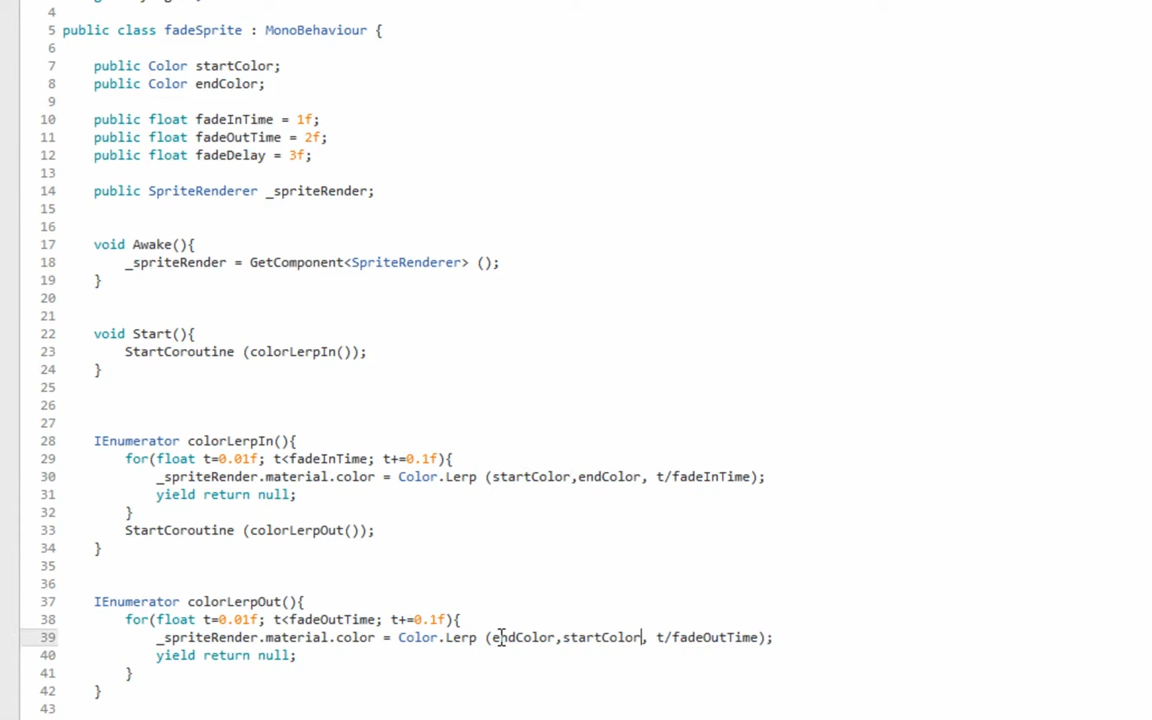 4
5 public class fadeSprite : MonoBehaviour {
6
7 public Color startColor;
8 public Color endColor;
9
10 public float fadeInTime = 1f;
11 public float fadeOutTime = 2f;
12 public float fadeDelay = 3f;
13
14 public SpriteRenderer _spriteRender;
15
16
17 void Awake(){
18 _spriteRender = GetComponent<SpriteRenderer> ();
19 }
20
21
22 void Start(){
23 StartCoroutine (colorLerpIn());
24 }
25
26
27
28 IEnumerator colorLerpIn(){
29 for(float t=0.01f; t<fadeInTime; t+=0.1f){
30 _spriteRender.material.color = Color.Lerp (startColor,endColor, t/fadeInTime);
31 yield return null;
32 }
33 StartCoroutine (colorLerpOut());
34 }
35
36
37 IEnumerator colorLerpOut(){
38 for(float t=0.01f; t<fadeOutTime; t+=0.1f){
39 _spriteRender.material.color = Color.Lerp (endColor,startColor, t/fadeOutTime);
40 yield return null;
41 }
42 }
43